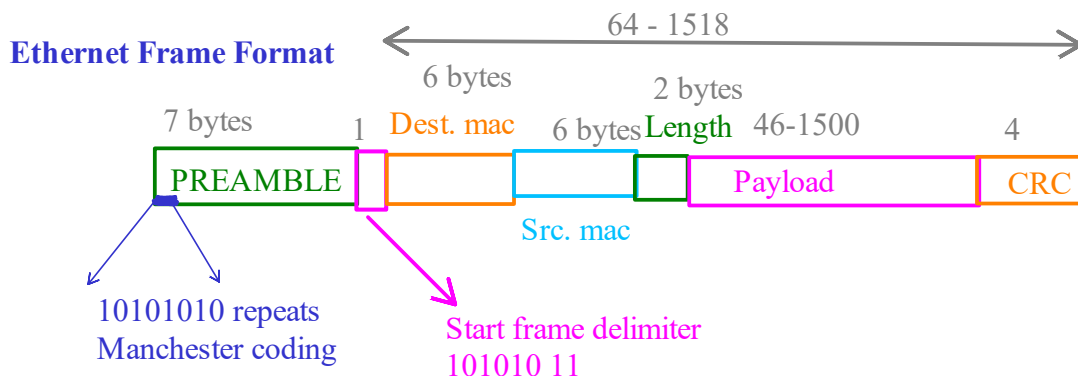 64 - 1518
Ethernet Frame Format
6 bytes
2 bytes
7 bytes
1
Dest. mac
6 bytes
Length
46-1500
4
PREAMBLE
Payload
CRC
Src. mac
10101010 repeats
Manchester coding
Start frame delimiter
101010 11